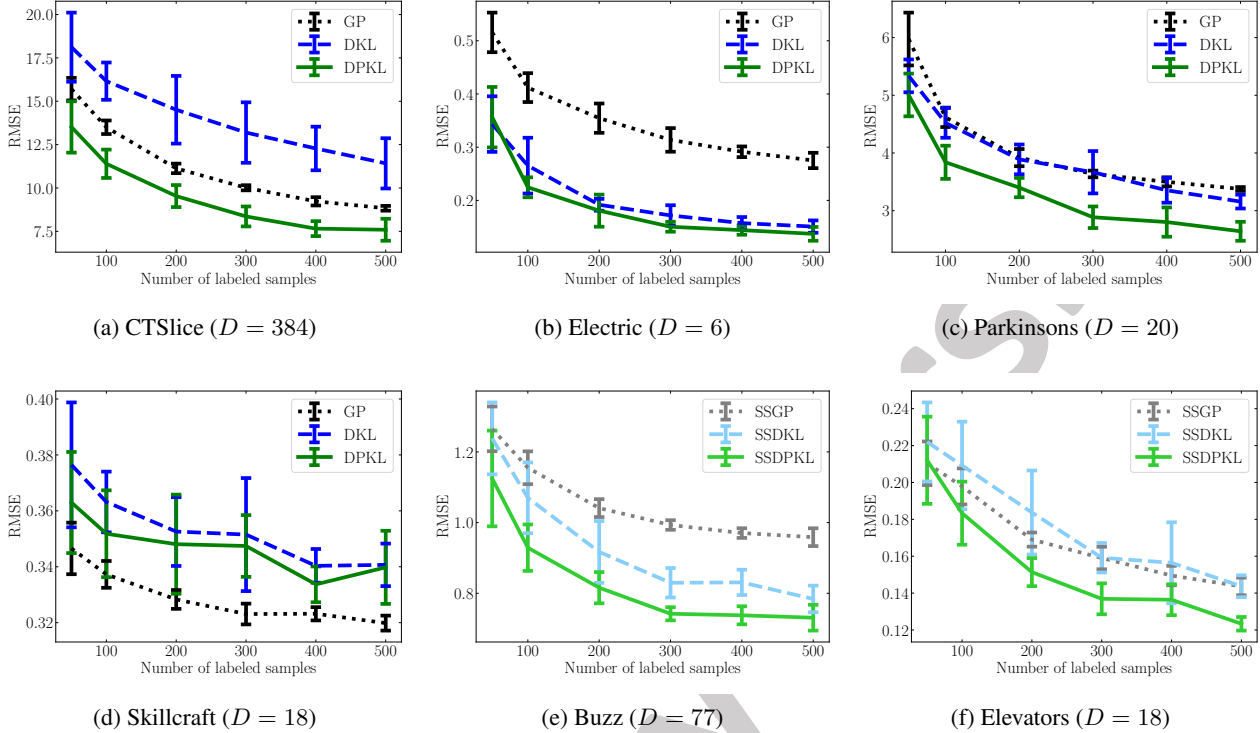 20.0
17.5
15.0
12.5
10.0
7.5
RMSE
GP
DKL
DPKL
100 200 300 400 500
Number of labeled samples
(a) CTSlice (D = 384)
0.5
0.4
0.3
0.2
RMSE
GP
DKL
DPKL
100 200 300 400 500
Number of labeled samples
(b) Electric (D = 6)
6
5
4
3
RMSE
GP
DKL
DPKL
100 200 300 400 500
Number of labeled samples
(c) Parkinsons (D = 20)
0.40
0.38
0.36
0.34
0.32
RMSE
GP
DKL
DPKL
100 200 300 400 500
Number of labeled samples
(d) Skillcraft (D = 18)
1.2
1.0
0.8
RMSE
SSGP
SSDKL
SSDPKL
100 200 300 400 500
Number of labeled samples
(e) Buzz (D = 77)
0.24
0.22
0.20
0.18
0.16
0.14
0.12
RMSE
SSGP
SSDKL
SSDPKL
100 200 300 400 500
Number of labeled samples
(f) Elevators (D = 18)